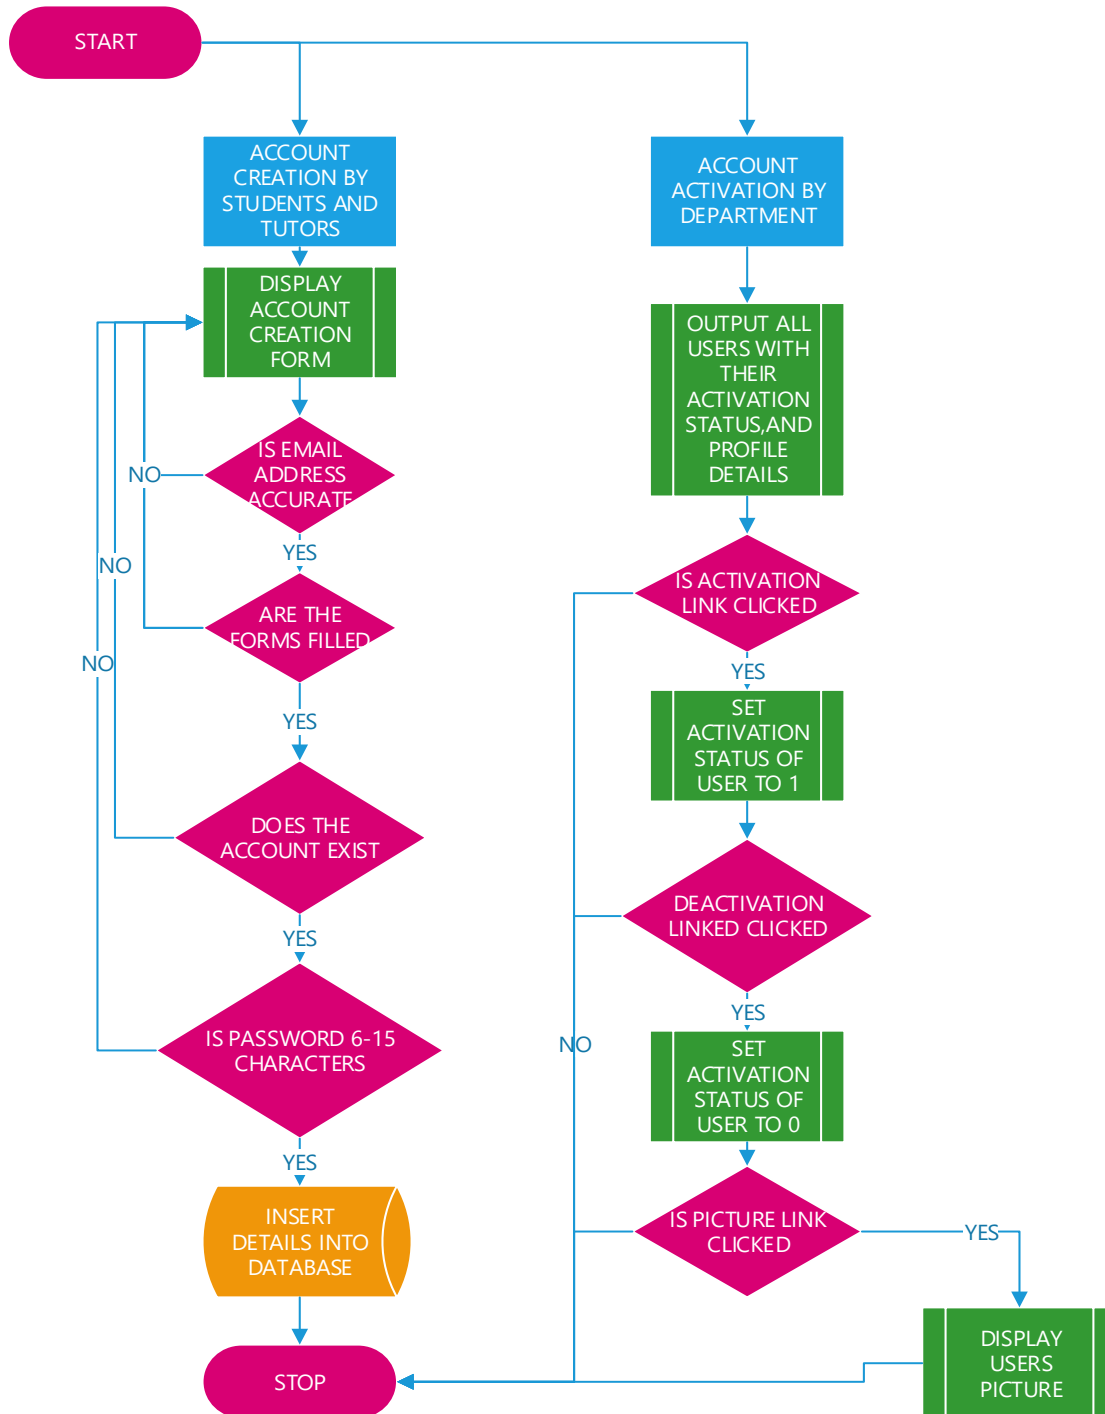 START
ACCOUNT
CREATION BY
STUDENTS AND
TUTORS
DISPLAY
ACCOUNT
CREATION
FORM
IS EMAIL
ADDRESS
ACCURATE
NO
YES
ARE THE
FORMS FILLED
NO
YES
NO
DOES THE
ACCOUNT EXIST
YES
IS PASSWORD 6-15
CHARACTERS
YES
INSERT
DETAILS INTO
DATABASE
STOP
ACCOUNT
ACTIVATION BY
DEPARTMENT
OUTPUT ALL
USERS WITH
THEIR
ACTIVATION
STATUS,AND
PROFILE
DETAILS
IS ACTIVATION
LINK CLICKED
YES
SET
ACTIVATION
STATUS OF
USER TO 1
DEACTIVATION
LINKED CLICKED
YES
NO
SET
ACTIVATION
STATUS OF
USER TO 0
IS PICTURE LINK
CLICKED
YES
DISPLAY
USERS
PICTURE